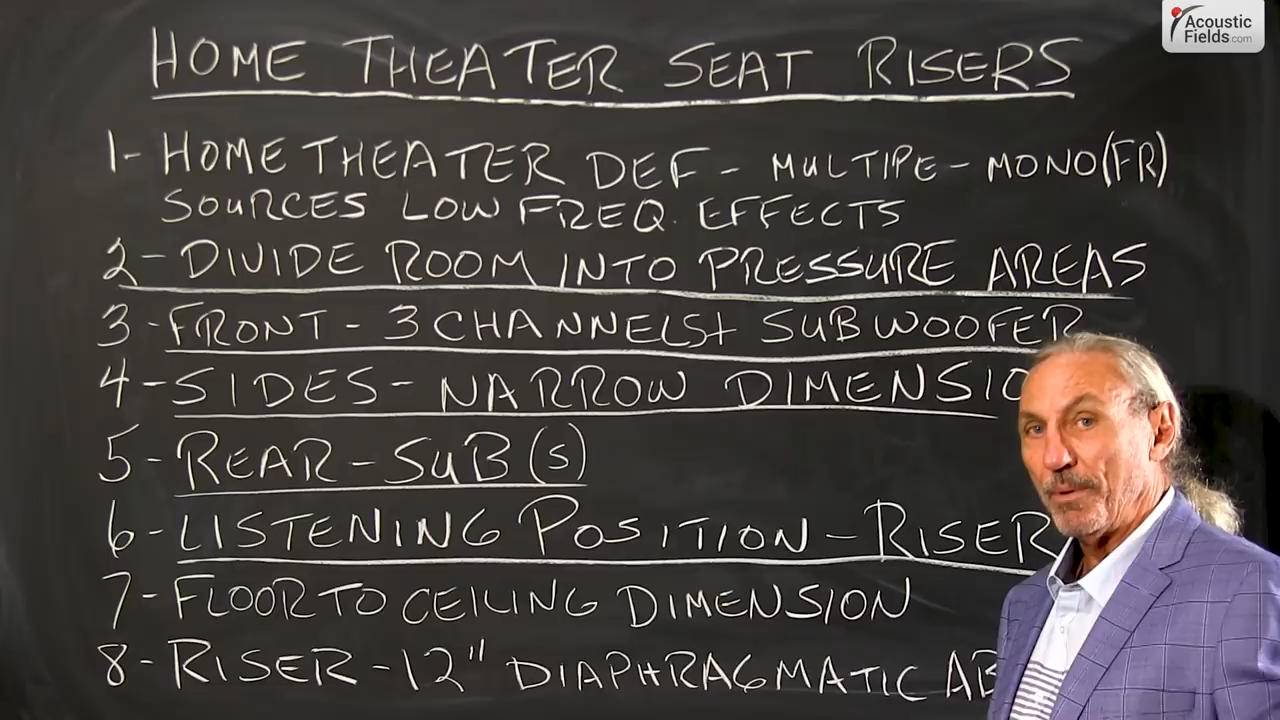 Acoustic
Fields.com
HOME THEATER SEAT RISERS
1- HOME THEATER DEF - MULTIPE - MONO(FR)
SOURCES LOW FREQ. EFFECTS
2- DIVIDE ROOM INTO PRESSURE AREAS
3- FRONT - 3 CHANNELS+ SUBWOOFER
4- SIDES - NARROW DIMENSIO
5- REAR - SUB(S)
6- LISTENING POSITION - RISER
7- FLOOR TO CEILING DIMENSION
8- RISER - 12" DIAPHRAGMATIC AB